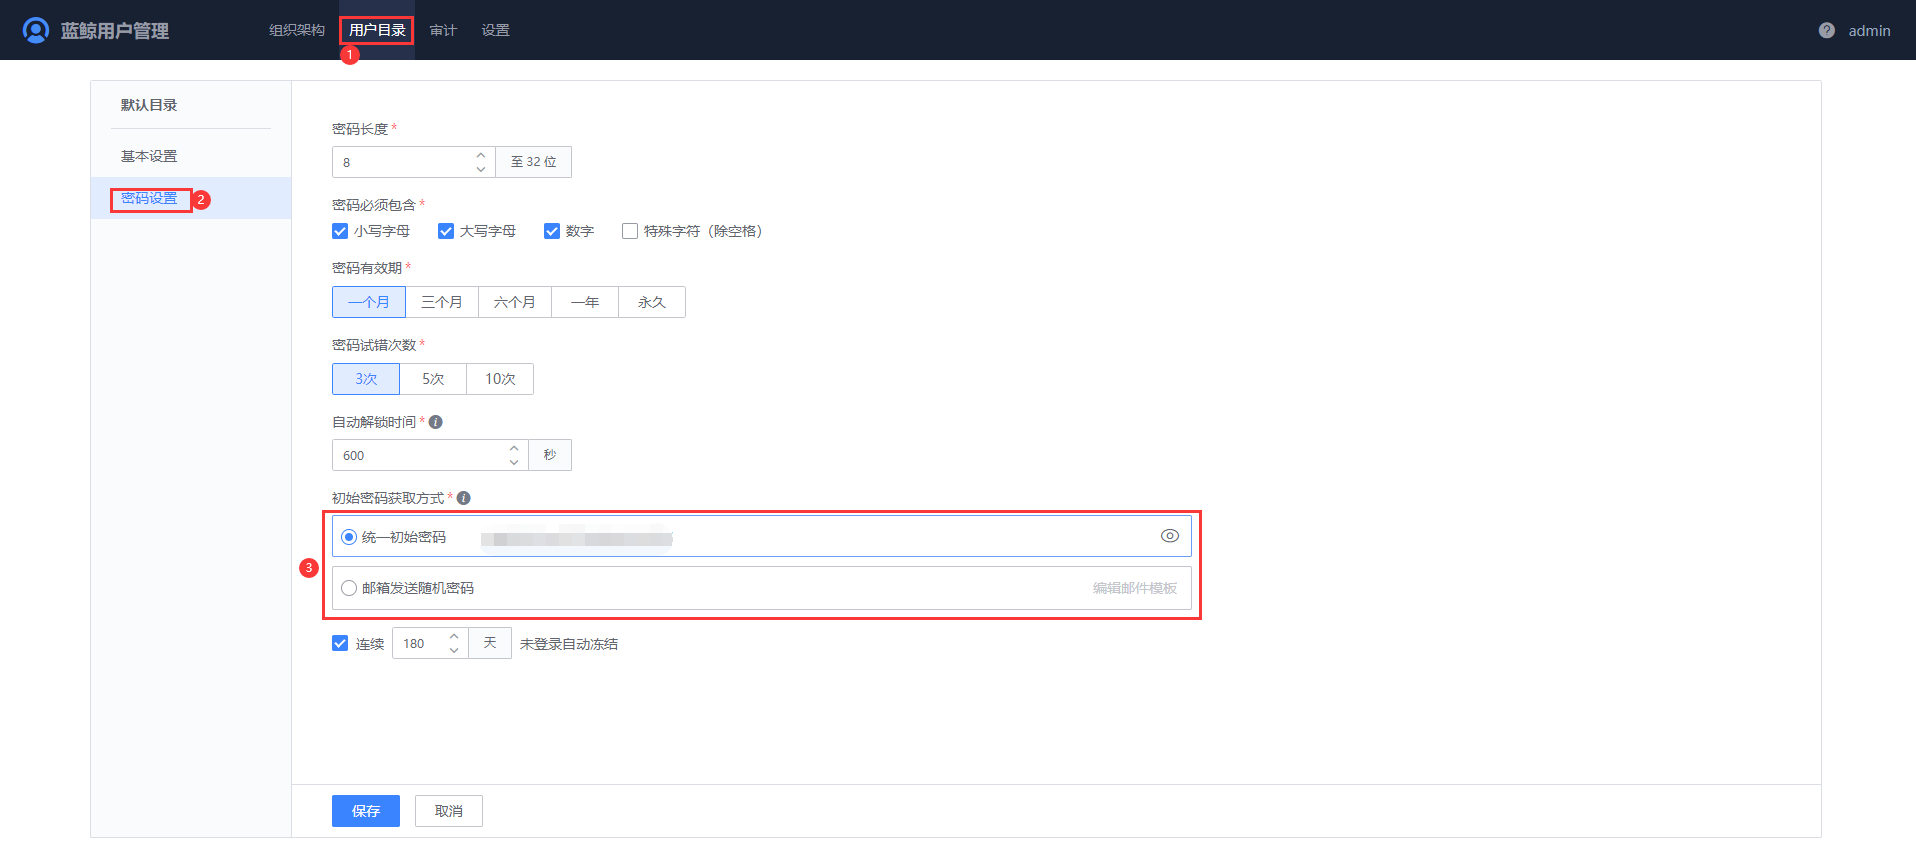 蓝鲸用户管理
组织架构 用户目录 审计 设置
? admin
1
默认目录
基本设置
密码设置 2
密码长度 *
8 至 32 位
密码必须包含 *
小写字母 大写字母 数字 特殊字符（除空格）
密码有效期 *
一个月 三个月 六个月 一年 永久
密码试错次数 *
3次 5次 10次
自动解锁时间 * i
600 秒
初始密码获取方式 * i
统一初始密码
3
邮箱发送随机密码 编辑邮件模板
连续 180 天 未登录自动冻结
保存 取消